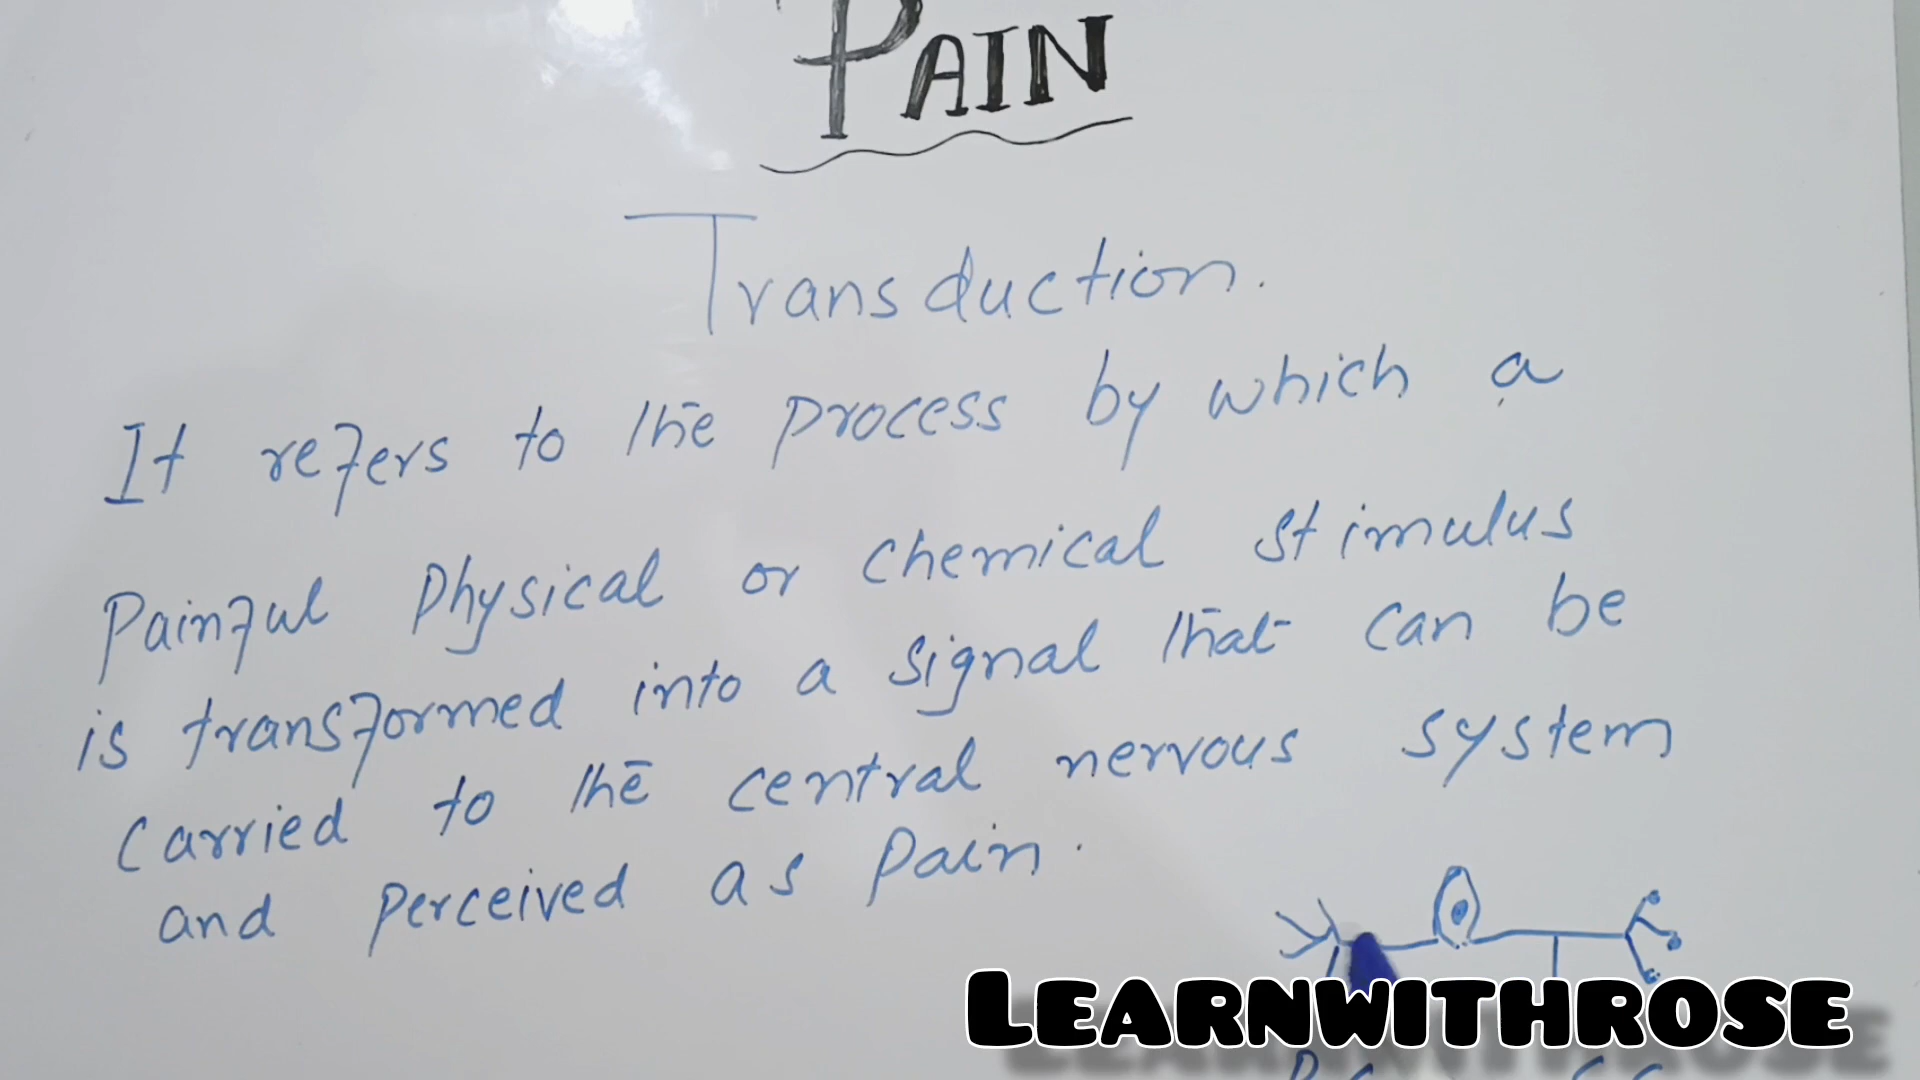 PAIN
Transduction.
It refers to the process by which a
Painful Physical or chemical stimulus
is transformed into a signal that can be
carried to the central nervous system
and perceived as Pain.
LEARNWITHROSE